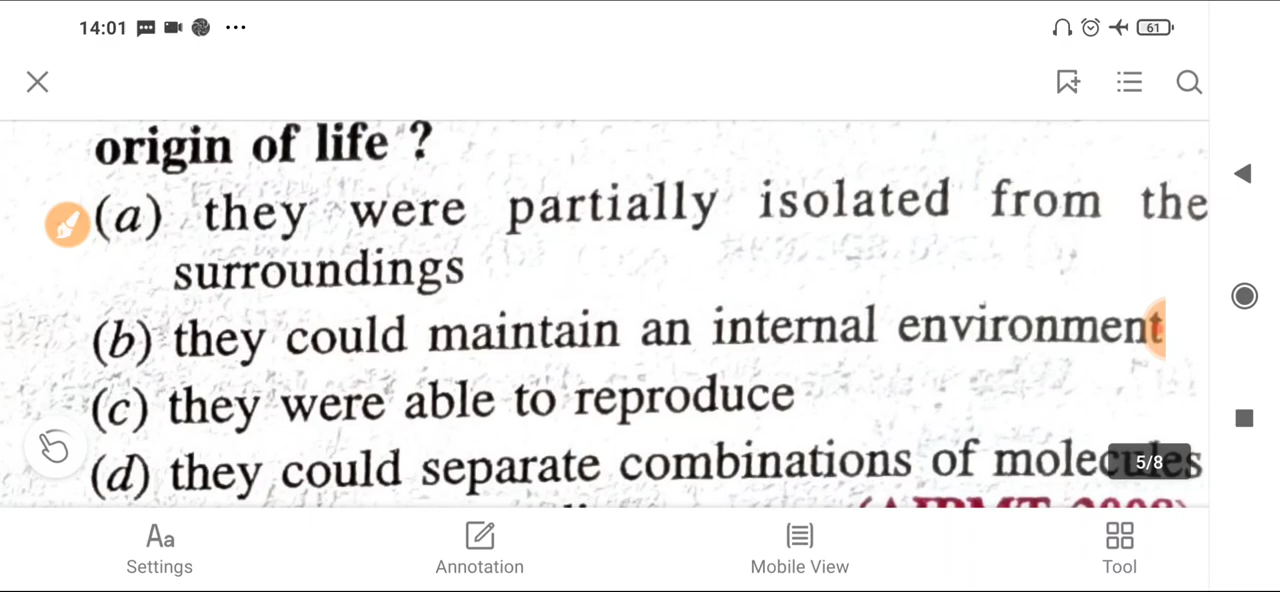 14:01
61
origin of life ?
(a) they were partially isolated from the
surroundings
(b) they could maintain an internal environment
(c) they were able to reproduce
(d) they could separate combinations of molecules
5/8
Settings Annotation Mobile View Tool